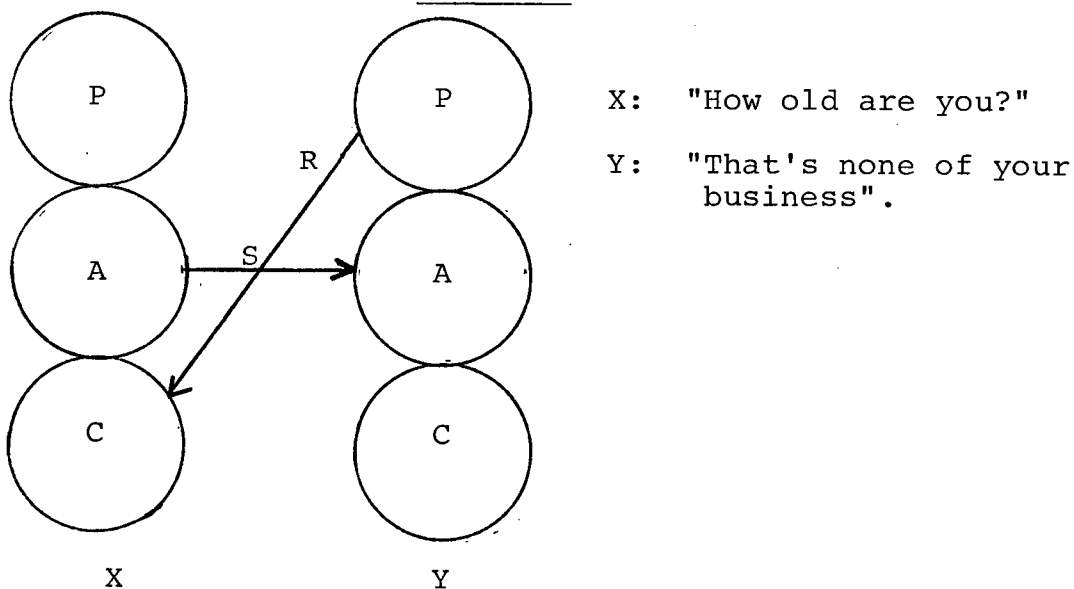 P
P
X: "How old are you?"
R
Y: "That's none of your
business".
S
A
A
C
C
X
Y